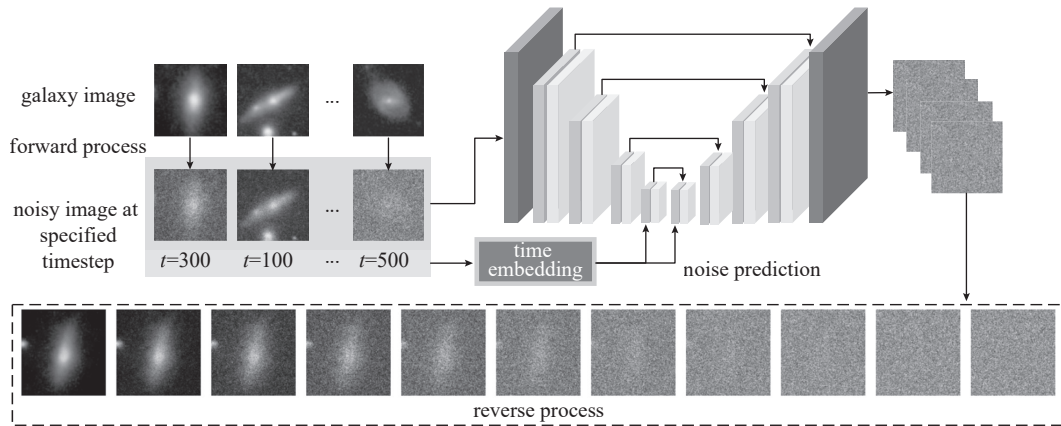 galaxy image
...
forward process
noisy image at
specified
timestep
...
t=300 t=100 ... t=500
time
embedding
noise prediction
reverse process